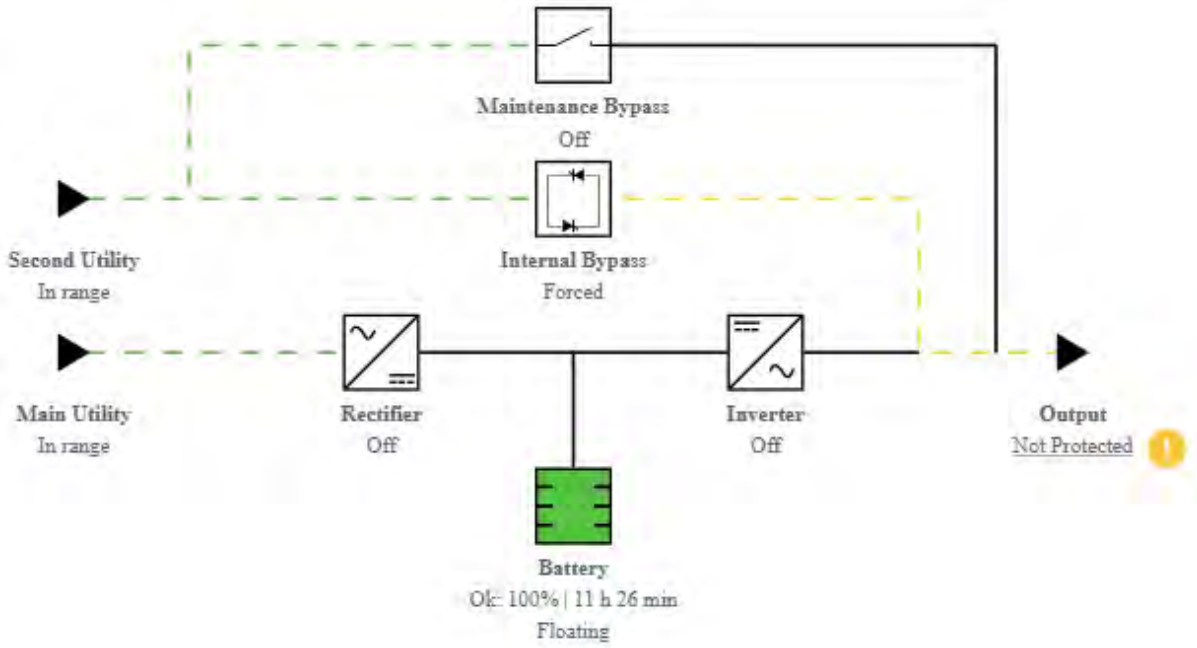 Maintenance Bypass
Off
Second Utility
In range
Internal Bypass
Forced
Main Utility
In range
Rectifier
Off
Inverter
Off
Output
Not Protected
!
Battery
Ok: 100% | 11 h 26 min
Floating